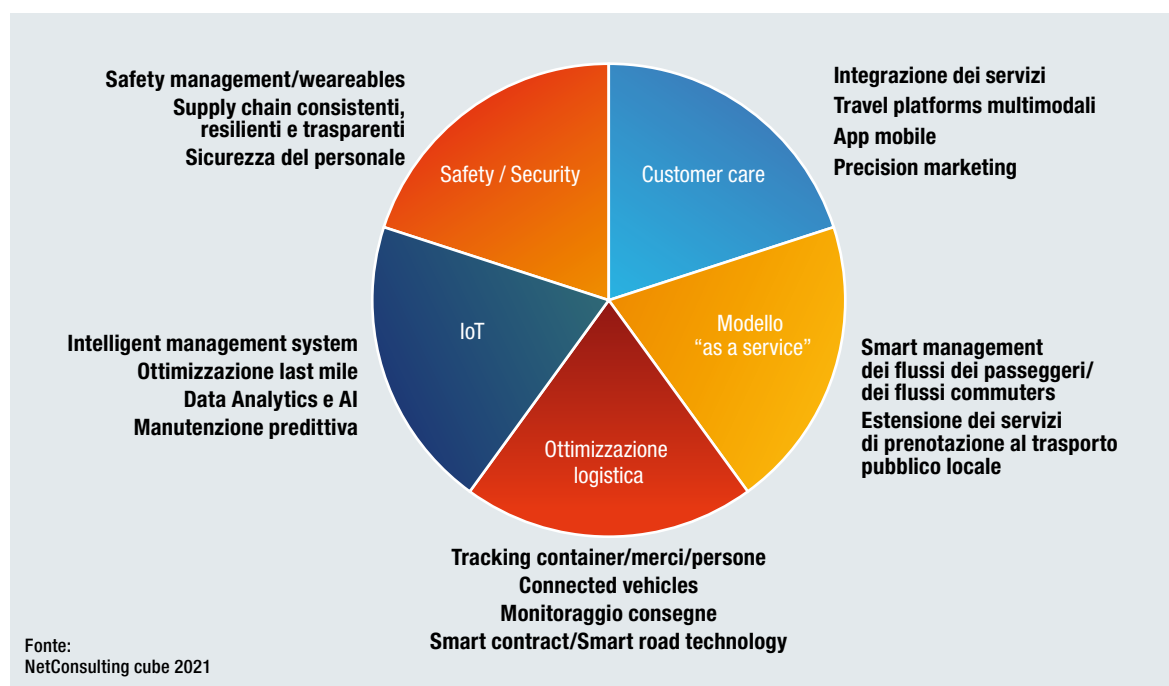 Safety management/weareables
Supply chain consistenti,
resilienti e trasparenti
Sicurezza del personale
Safety / Security
Customer care
Integrazione dei servizi
Travel platforms multimodali
App mobile
Precision marketing
Intelligent management system
Ottimizzazione last mile
Data Analytics e AI
Manutenzione predittiva
IoT
Modello
“as a service”
Smart management
dei flussi dei passeggeri/
dei flussi commuters
Estensione dei servizi
di prenotazione al trasporto
pubblico locale
Ottimizzazione
logistica
Tracking container/merci/persone
Connected vehicles
Monitoraggio consegne
Smart contract/Smart road technology
Fonte:
NetConsulting cube 2021